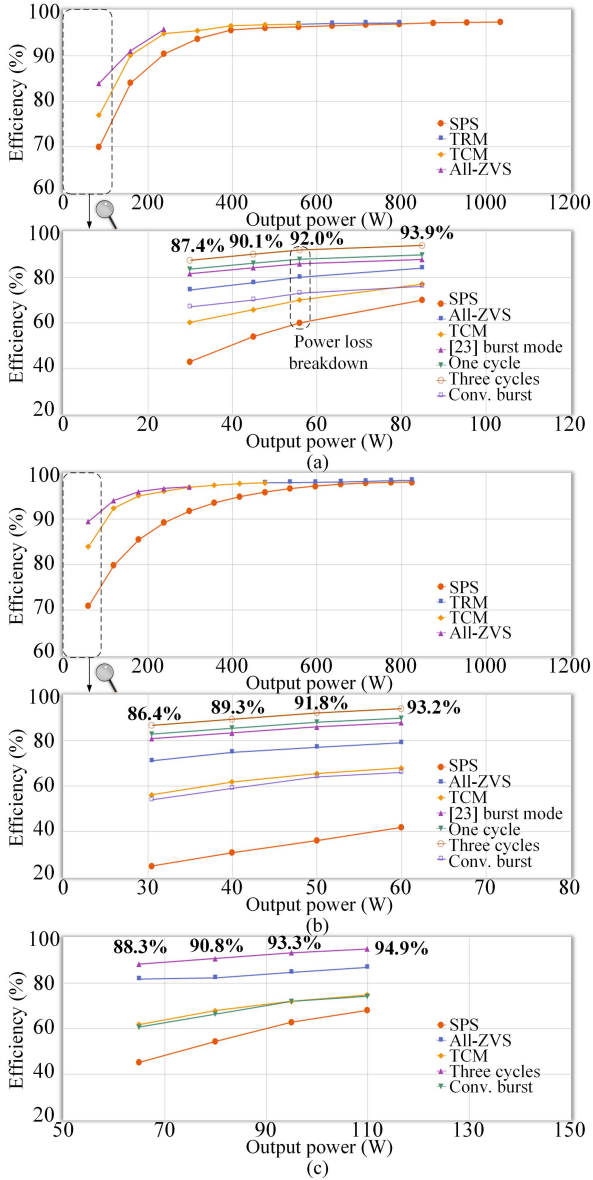 100
90
80
70
60
Efficiency (%)
SPS
TRM
TCM
All-ZVS
0 200 400 600 800 1000 1200
Output power (W)
100
80
60
40
20
Efficiency (%)
87.4% 90.1% 92.0% 93.9%
Power loss
breakdown
SPS
All-ZVS
TCM
[23] burst mode
One cycle
Three cycles
Conv. burst
0 20 40 60 80 100 120
Output power (W)
(a)
100
90
80
70
60
Efficiency (%)
SPS
TRM
TCM
All-ZVS
0 200 400 600 800 1000 1200
Output power (W)
100
80
60
40
20
Efficiency (%)
86.4% 89.3% 91.8% 93.2%
SPS
All-ZVS
TCM
[23] burst mode
One cycle
Three cycles
Conv. burst
0 30 40 50 60 70 80
Output power (W)
(b)
100
80
60
40
20
Efficiency (%)
88.3% 90.8% 93.3% 94.9%
SPS
All-ZVS
TCM
Three cycles
Conv. burst
50 70 90 110 130 150
Output power (W)
(c)